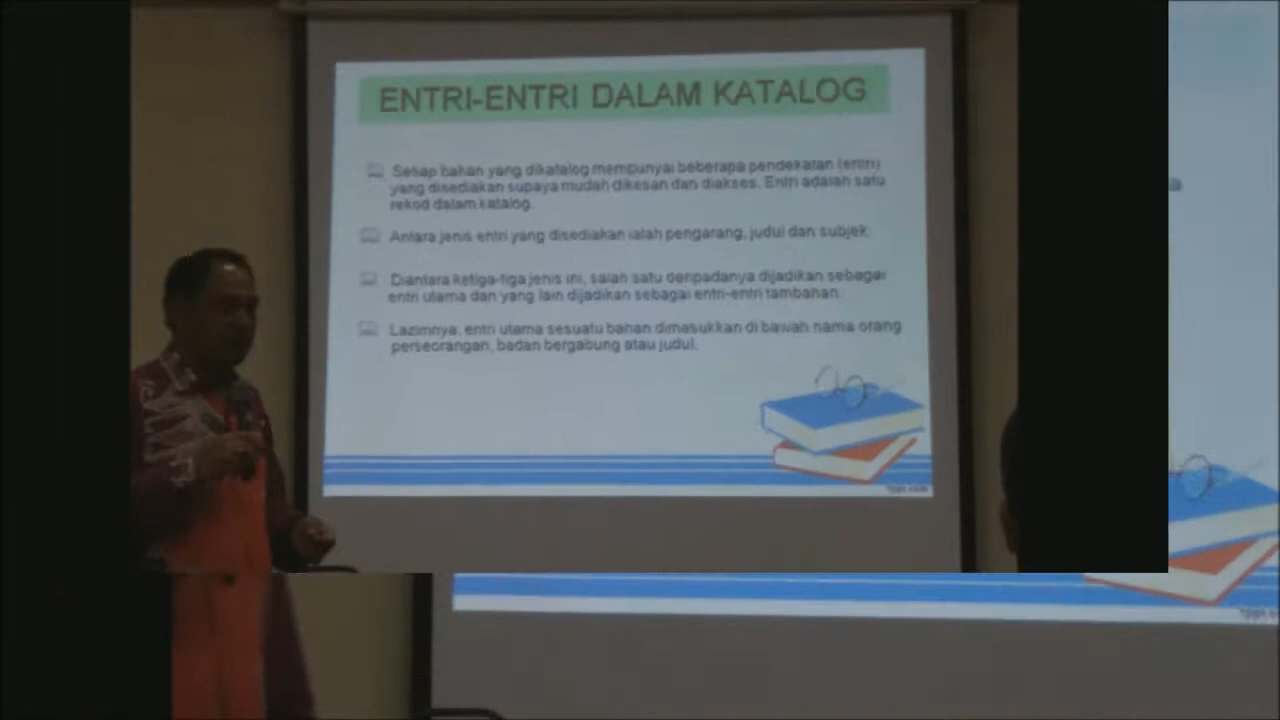 ENTRI-ENTRI DALAM KATALOG
Setiap bahan yang dikatalog mempunyai beberapa pendekatan (entri)
yang disediakan supaya mudah dikesan dan diakses. Entri adalah satu
rekod dalam katalog.
Antara jenis entri yang disediakan ialah pengarang, judul dan subjek
Diantara ketiga-tiga jenis ini, salah satu daripadanya dijadikan sebagai
entri utama dan yang lain dijadikan sebagai entri-entri tambahan.
Lazimnya, entri utama sesuatu bahan dimasukkan di bawah nama orang
perseorangan, badan bergabung atau judul.